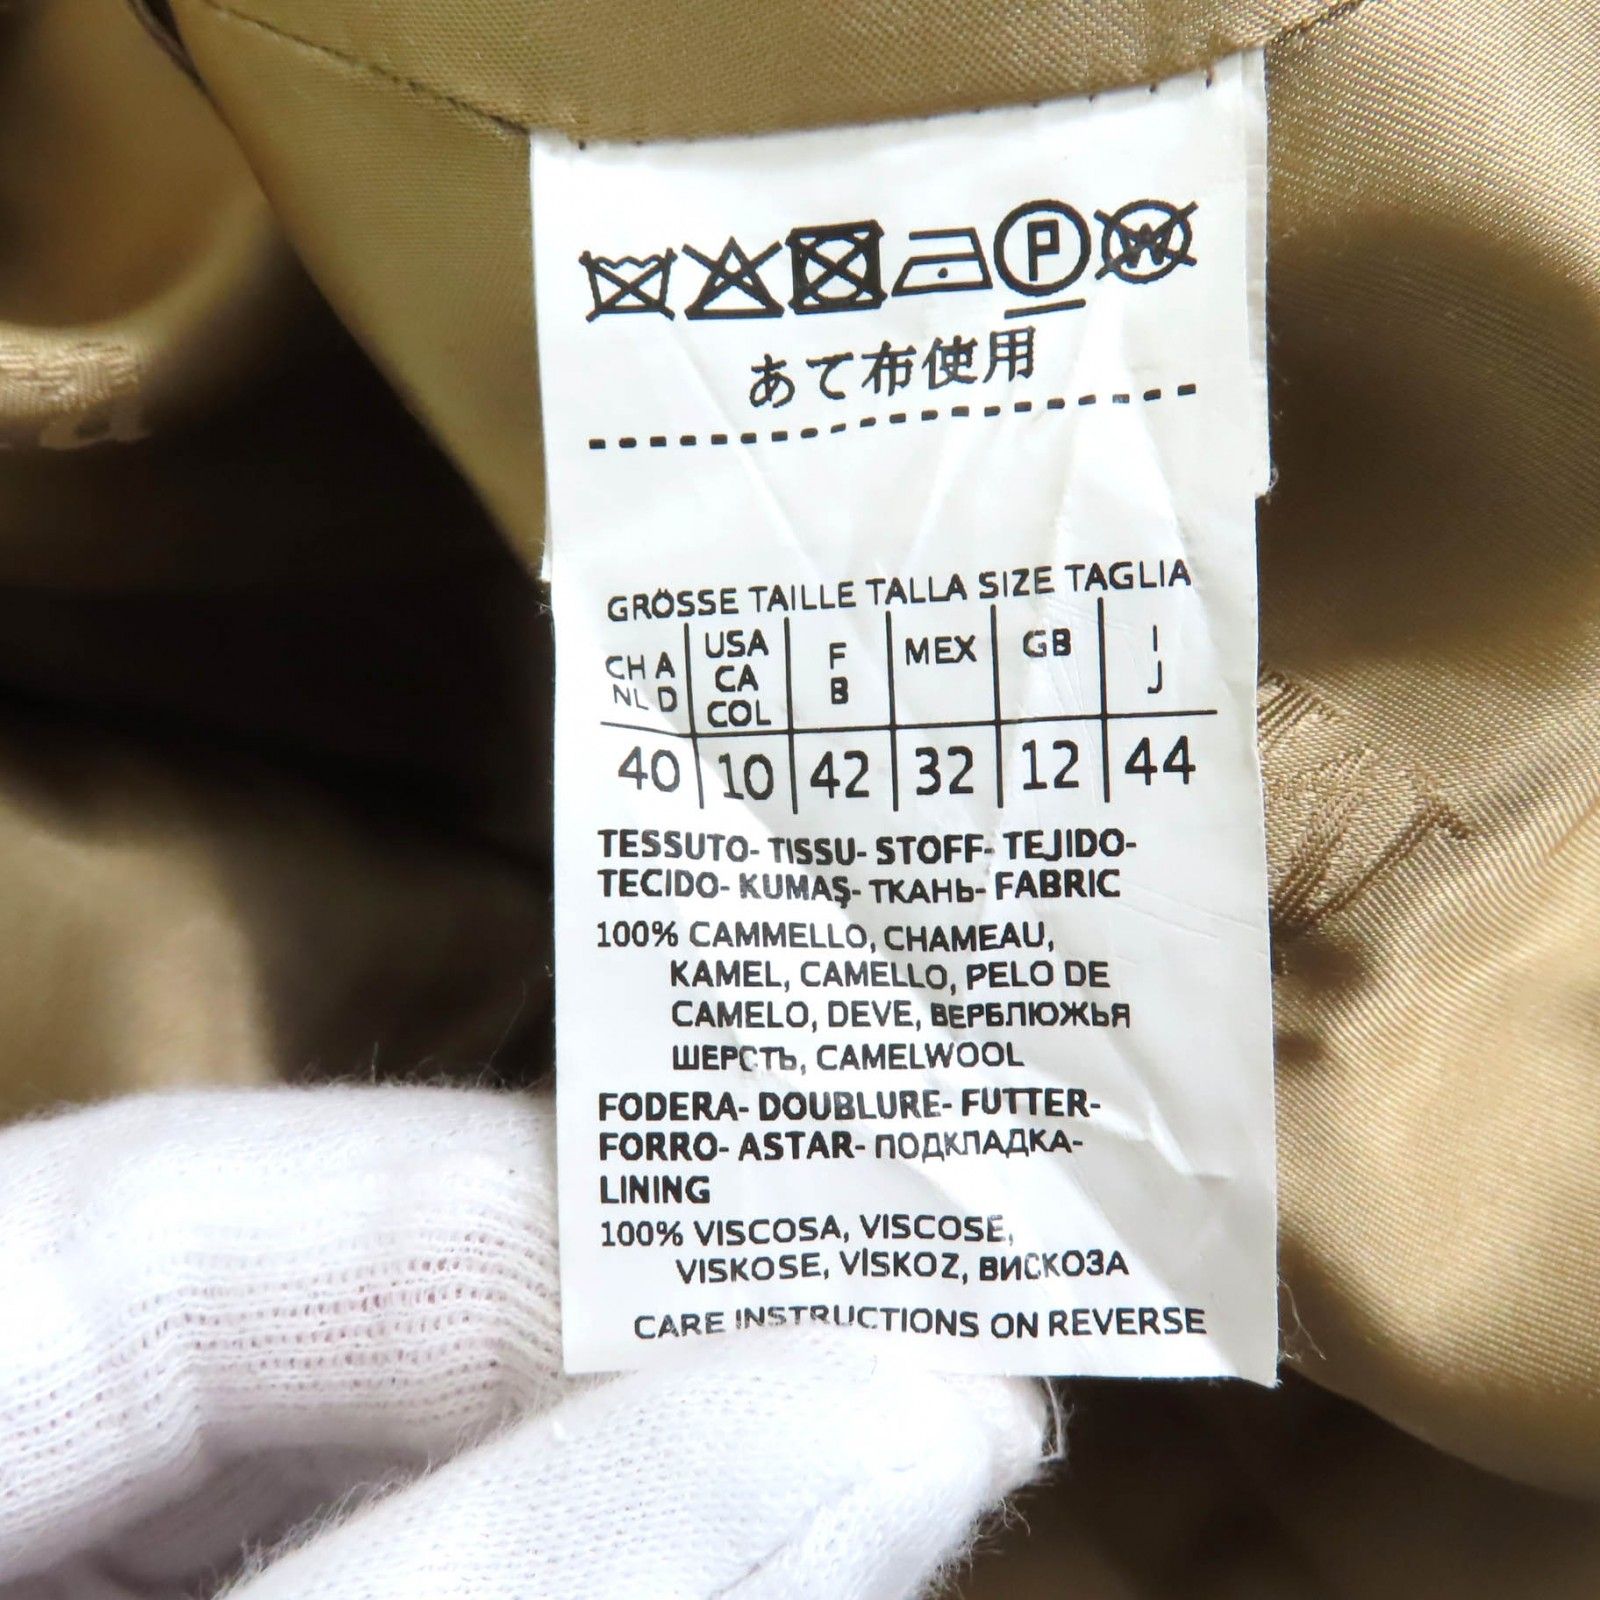 P
W
あて布使用
GRÖSSE TAILLE TALLA SIZE TAGLIA
CH A NL D USA CA COL F B MEX GB I J
40 10 42 32 12 44
TESSUTO- TISSU- STOFF- TEJIDO-
TECIDO- KUMAŞ- ТКАНЬ- FABRIC
100% CAMMELLO, CHAMEAU,
KAMEL, CAMELLO, PELO DE
CAMELO, DEVE, ВЕРБЛЮЖЬЯ
ШЕРСТЬ, CAMELWOOL
FODERA- DOUBLURE- FUTTER-
FORRO- ASTAR- ПОДКЛАДКА-
LINING
100% VISCOSA, VISCOSE,
VISKOSE, VİSKOZ, ВИСКОЗА
CARE INSTRUCTIONS ON REVERSE